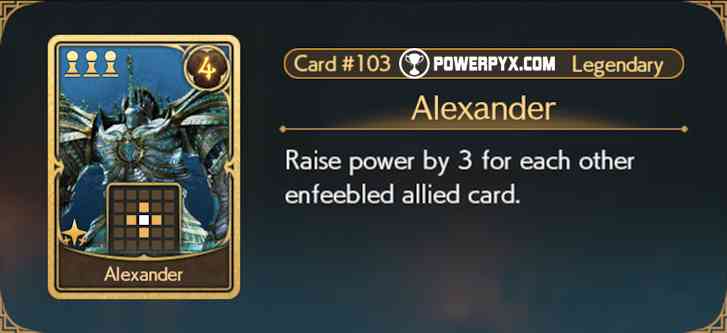 4
Alexander
Card #103 POWERPYX.COM Legendary
Alexander
Raise power by 3 for each other
enfeebled allied card.